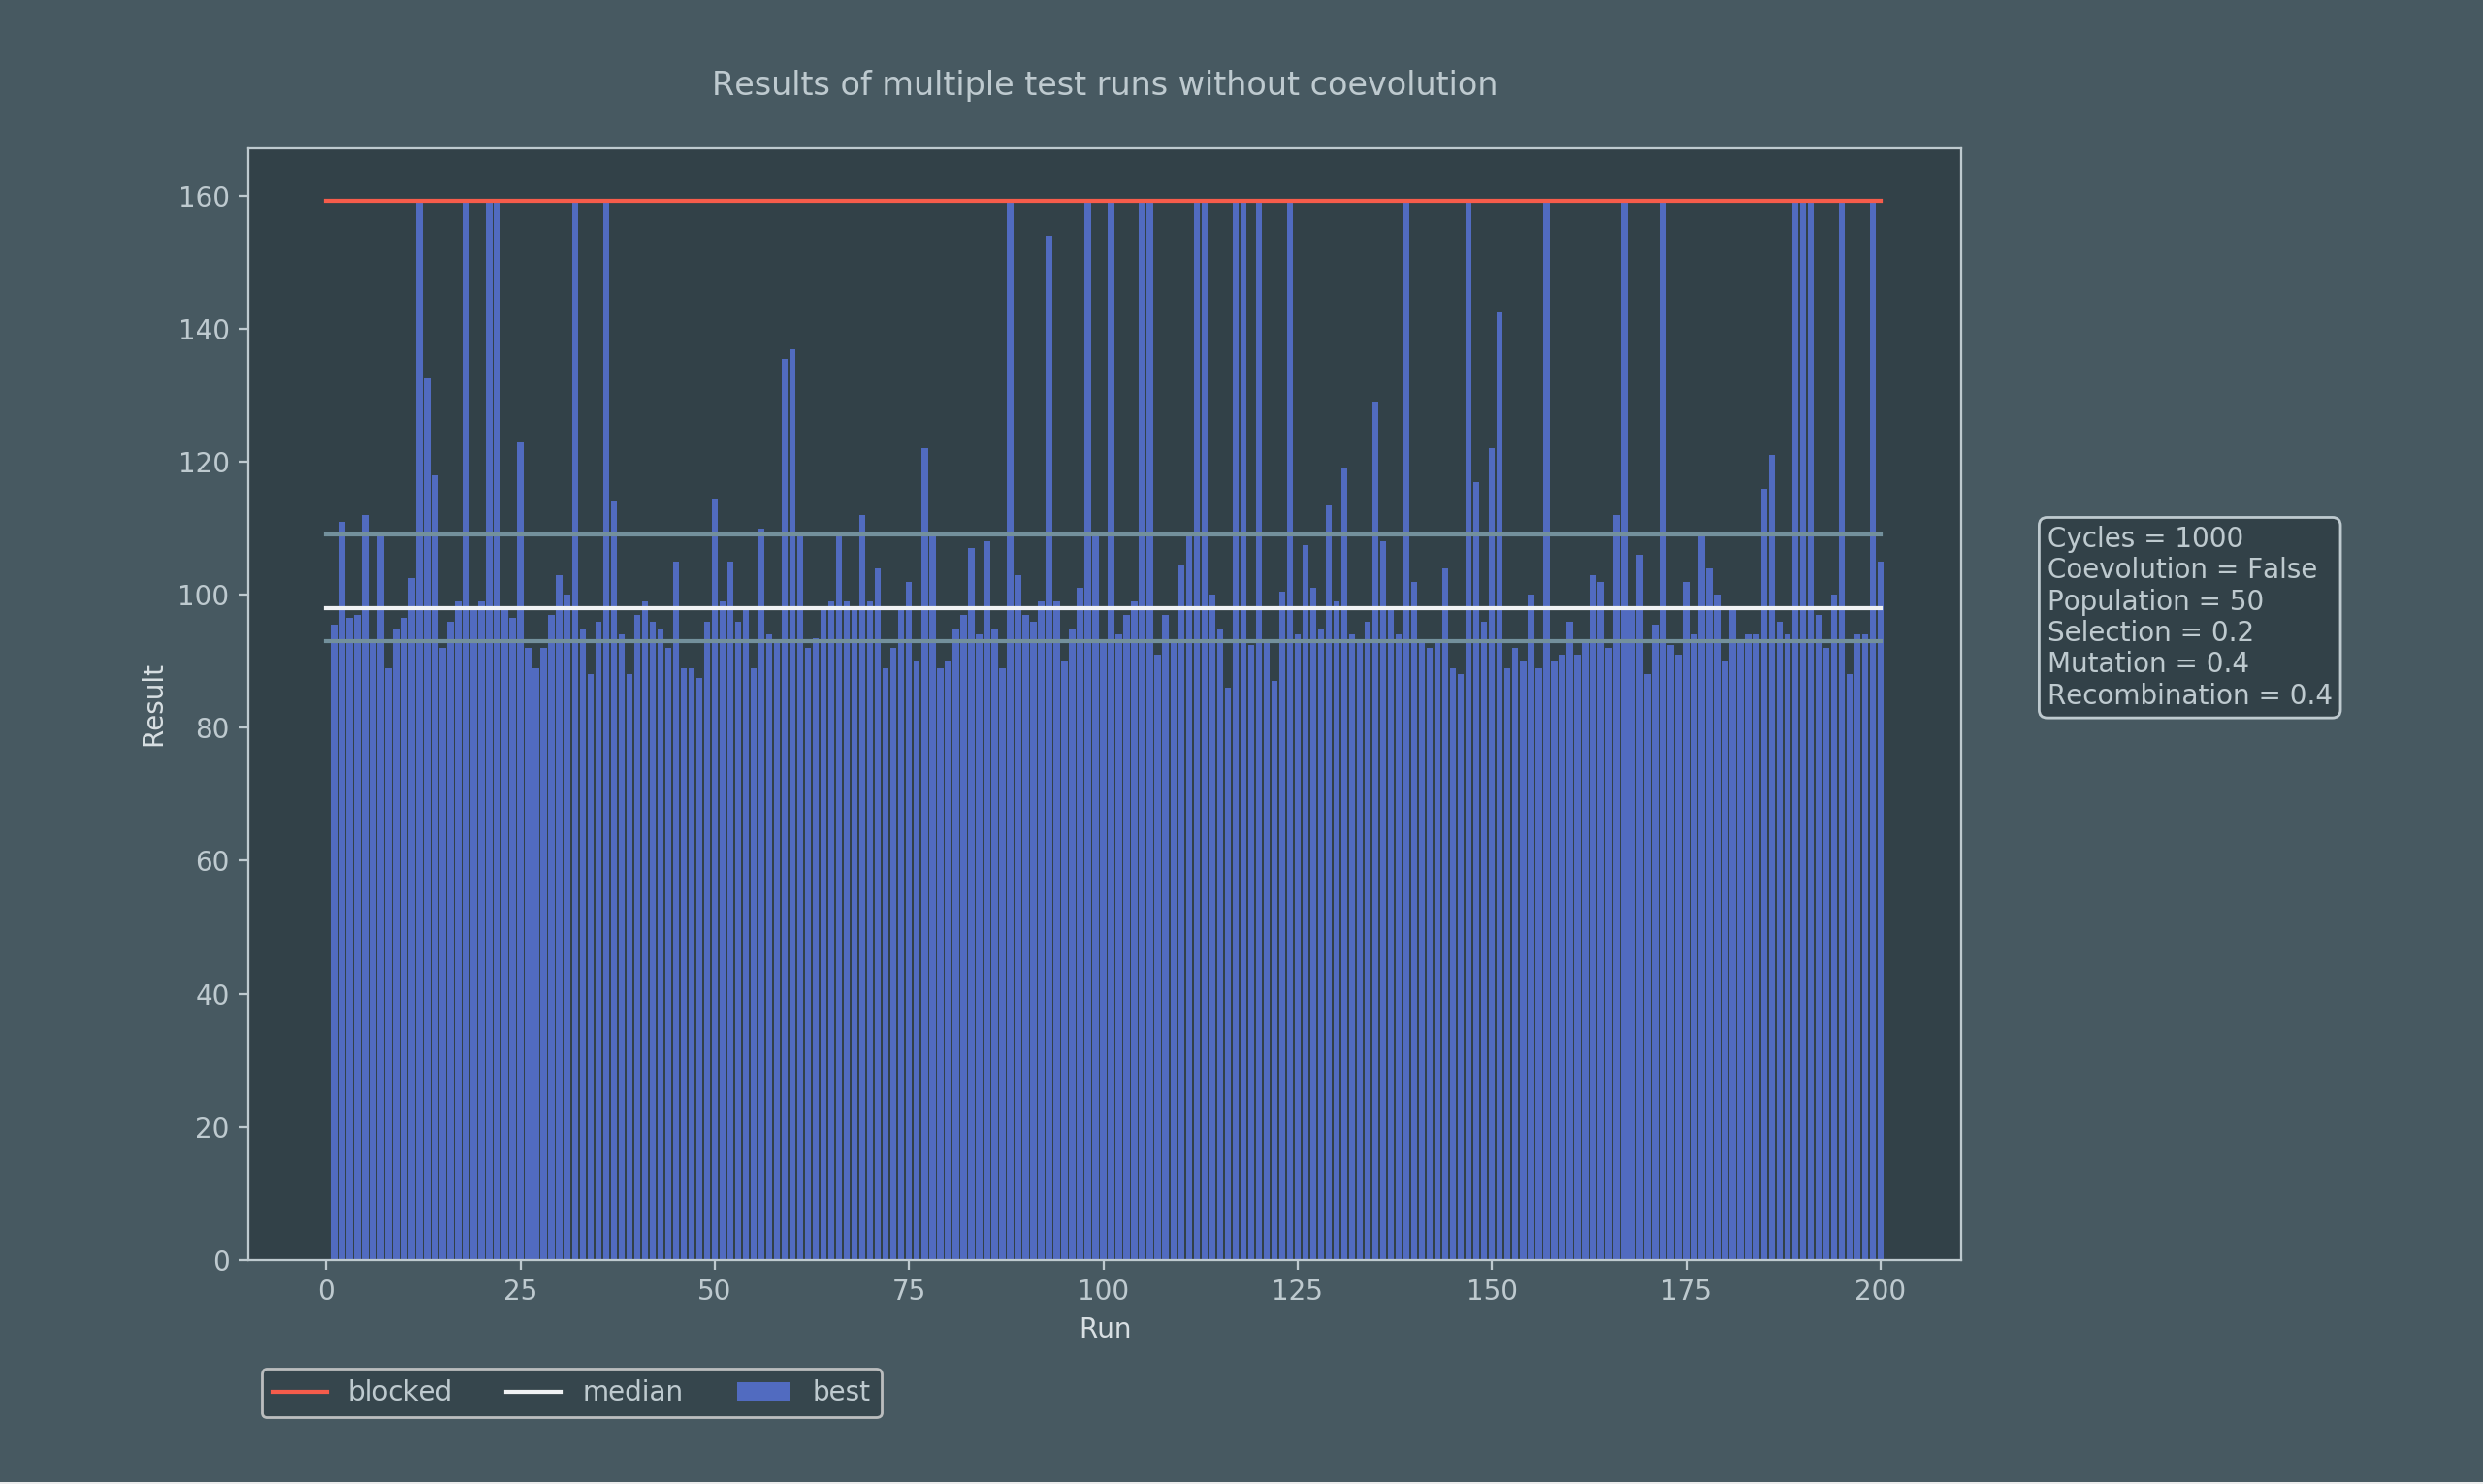 Results of multiple test runs without coevolution
160
140
120
100
80
60
40
20
0
Result
0 25 50 75 100 125 150 175 200
Run
blocked median best
Cycles = 1000
Coevolution = False
Population = 50
Selection = 0.2
Mutation = 0.4
Recombination = 0.4